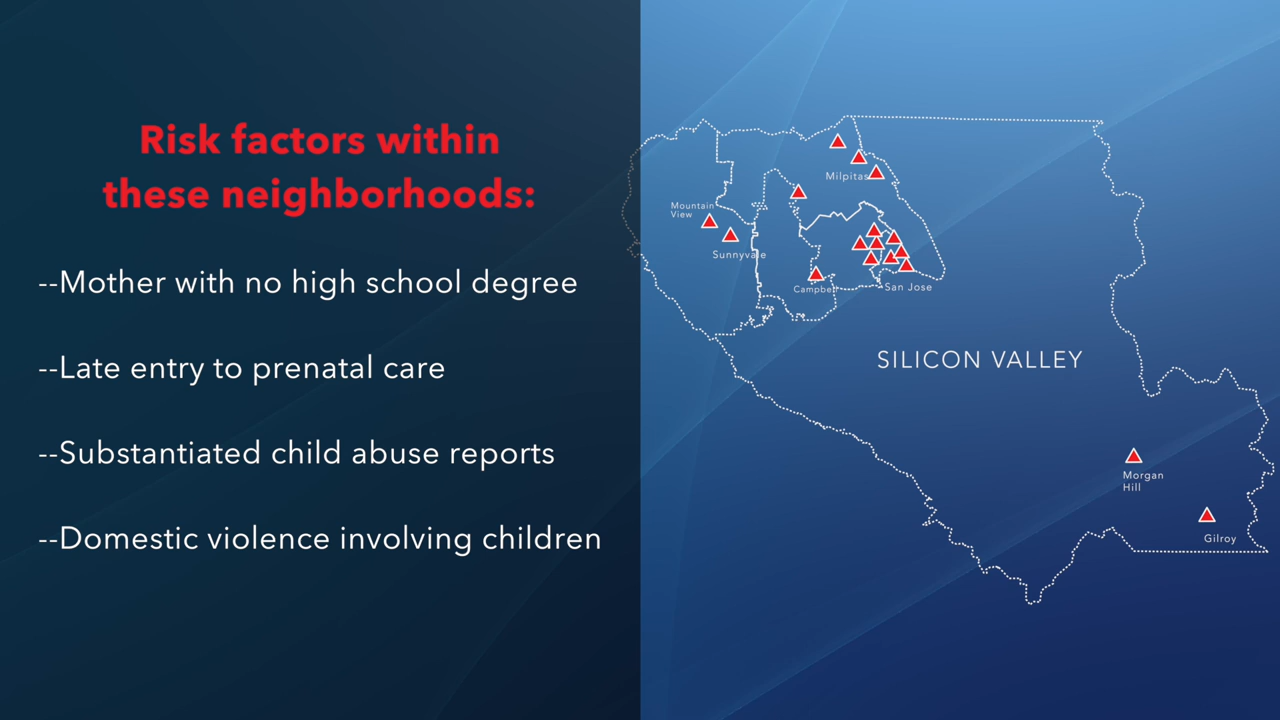 Risk factors within
these neighborhoods:
--Mother with no high school degree
--Late entry to prenatal care
--Substantiated child abuse reports
--Domestic violence involving children
Milpitas
Mountain
View
Sunnyvale
Campbell
San Jose
SILICON VALLEY
Morgan
Hill
Gilroy